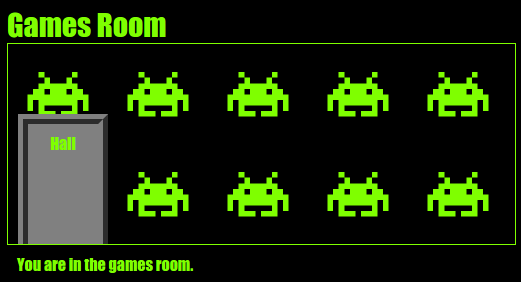 Games Room
Hall
You are in the games room.